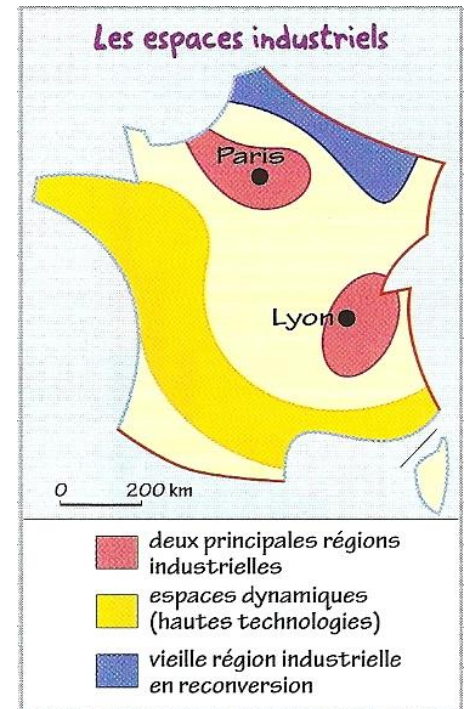 Les espaces industriels
Paris
Lyon
0 200 km
deux principales régions
industrielles
espaces dynamiques
(hautes technologies)
vieille région industrielle
en reconversion